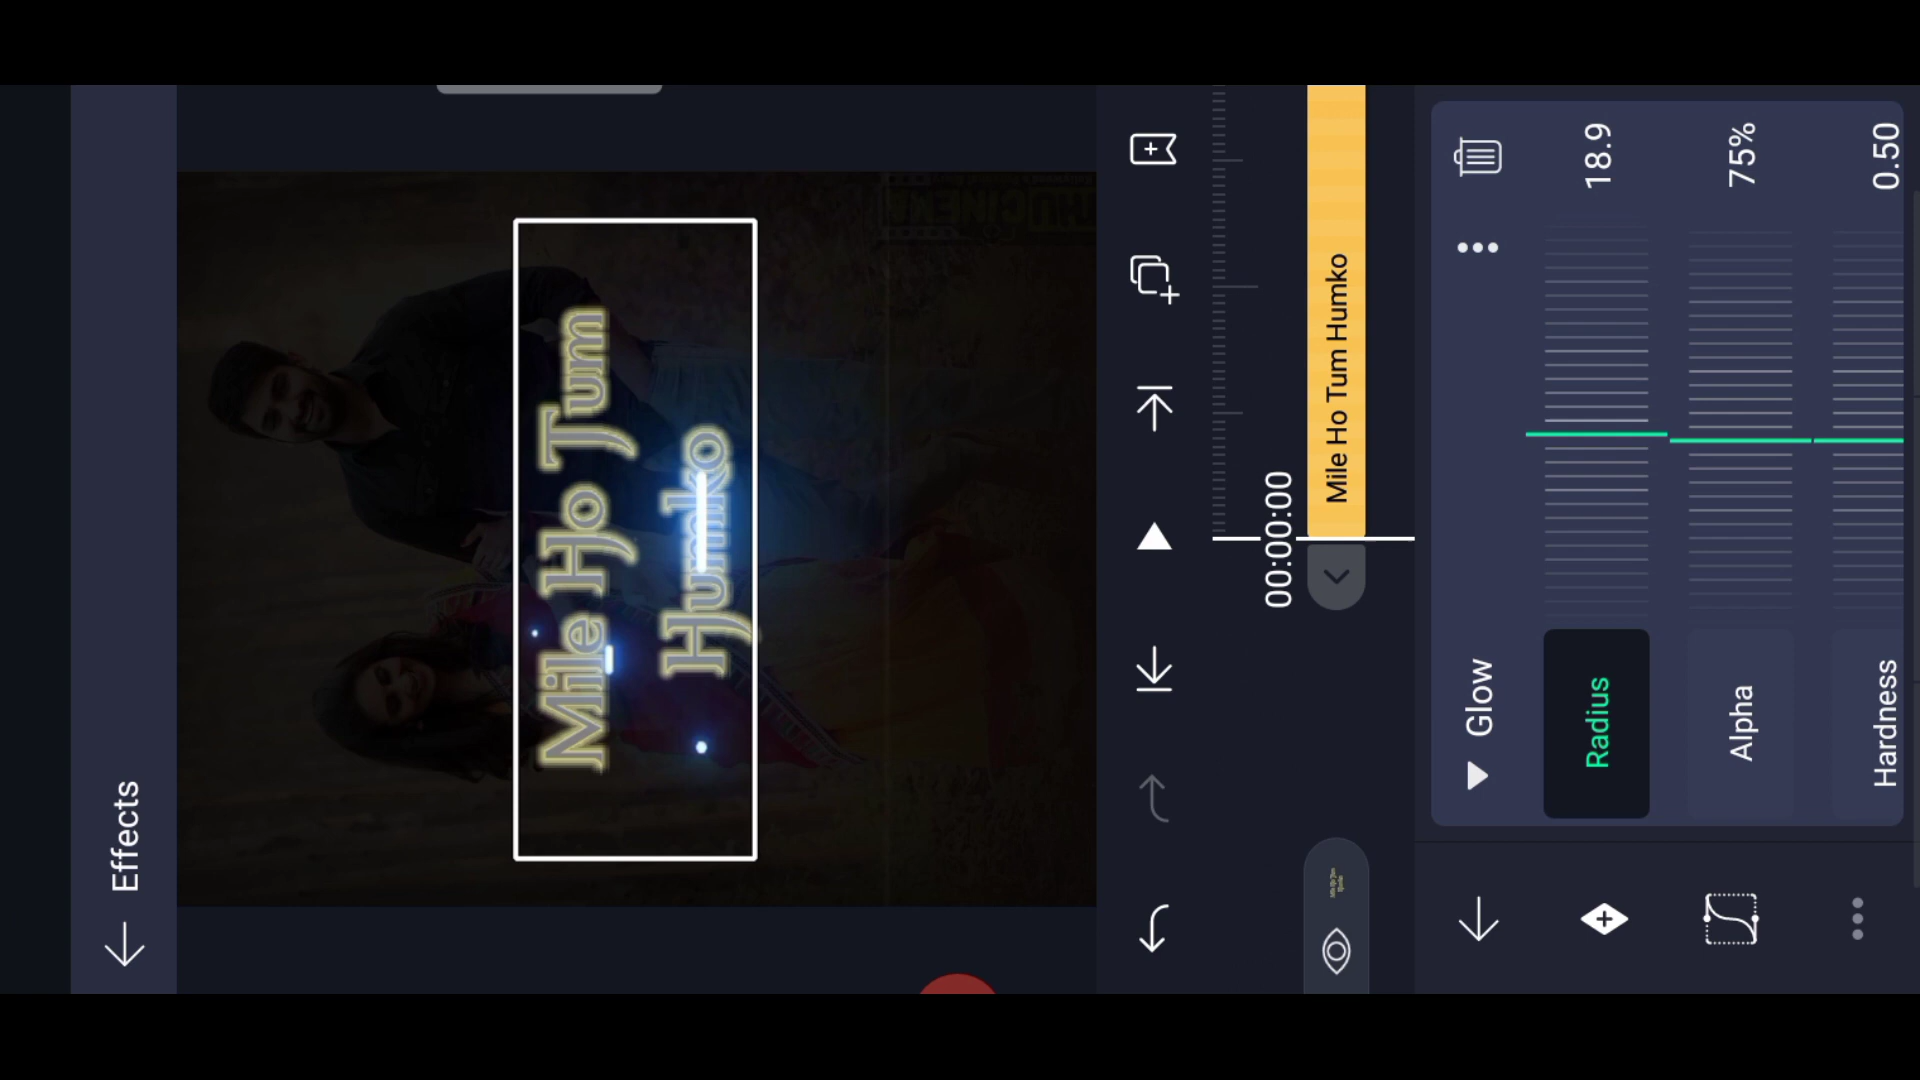 Effects
Mile Ho Tum
Humko
00:00:00
Mile Ho Tum Humko
Glow
Radius
18.9
Alpha
75%
Hardness
0.50